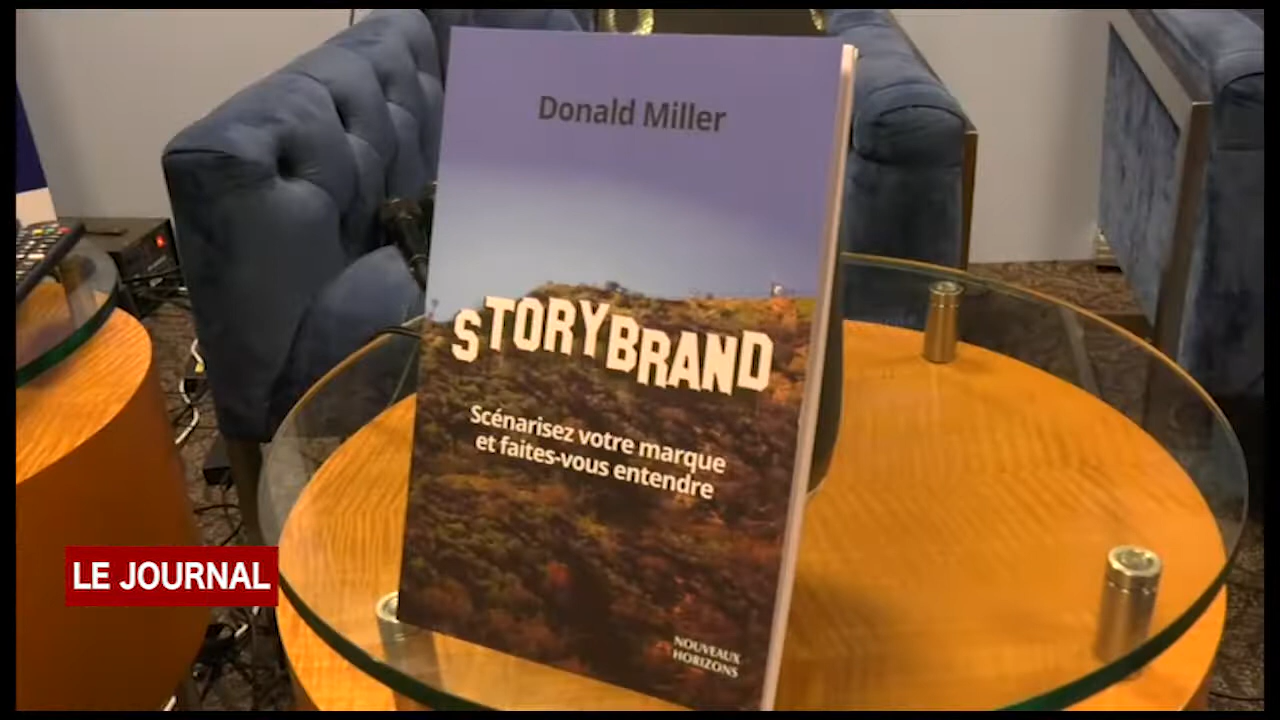 Donald Miller
STORYBRAND
Scénarisez votre marque
et faites-vous entendre
NOUVEAUX
HORIZONS
LE JOURNAL